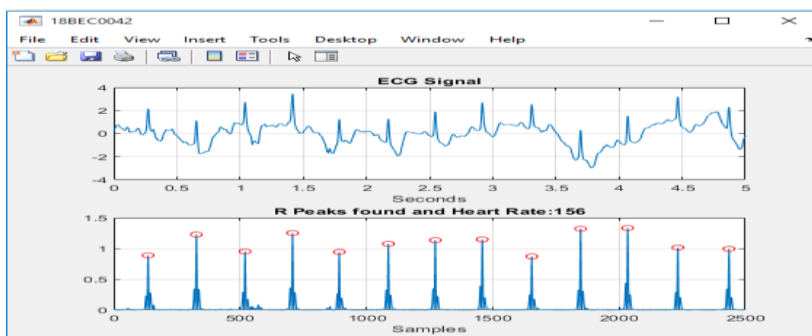 18BEC0042
File Edit View Insert Tools Desktop Window Help
ECG Signal
4
2
0
-2
-4
0 0.5 1 1.5 2 2.5 3 3.5 4 4.5 5
Seconds
R Peaks found and Heart Rate:156
1.5
1
0.5
0
0 500 1000 1500 2000 2500
Samples